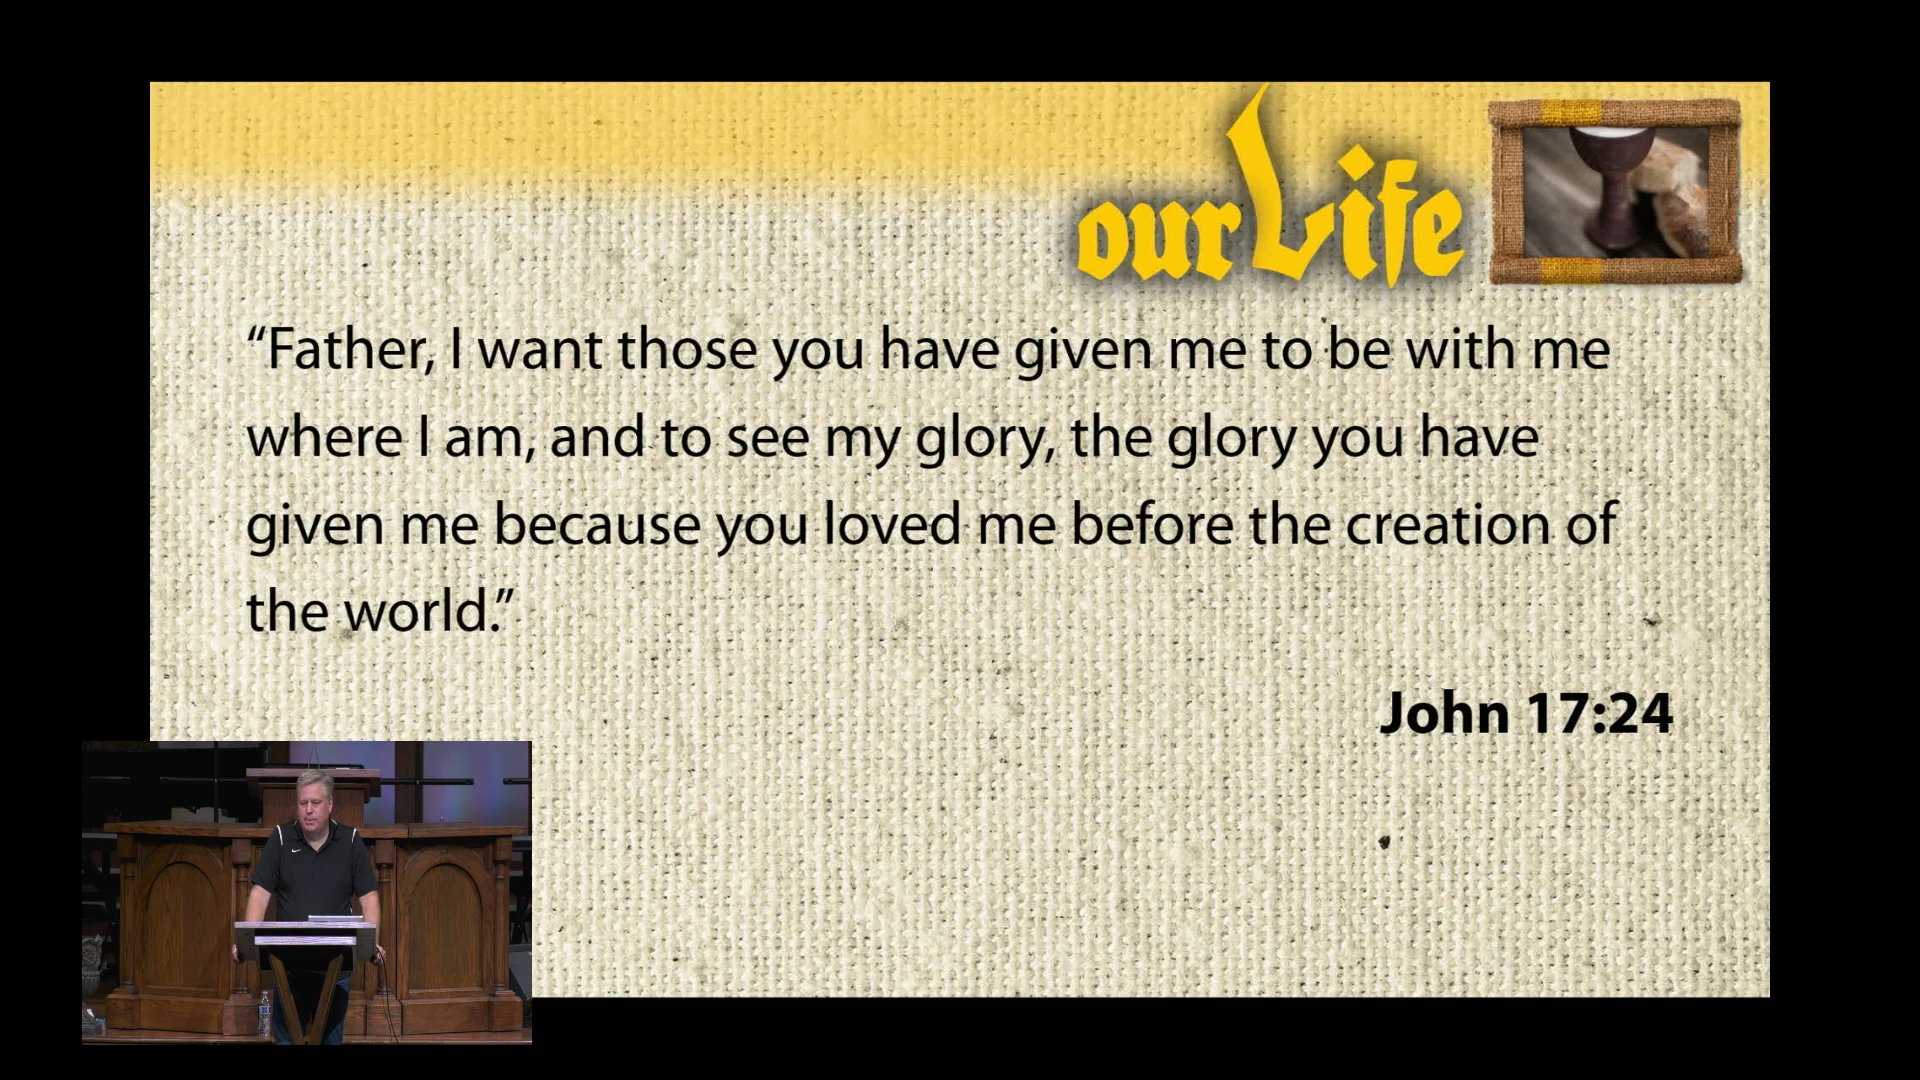 our Life
“Father, I want those you have given me to be with me
where I am, and to see my glory, the glory you have
given me because you loved me before the creation of
the world.”
John 17:24